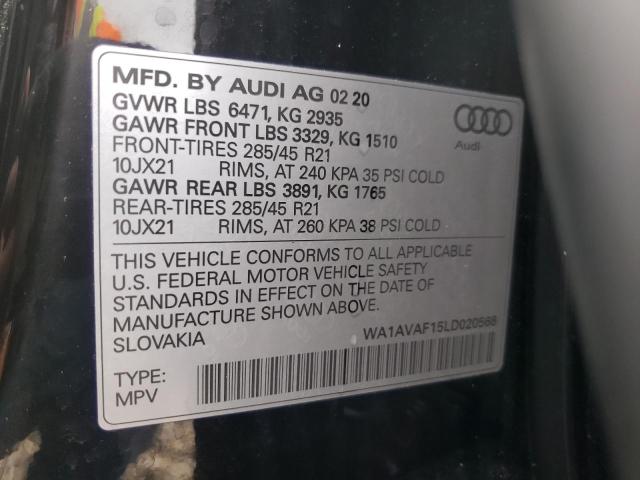 MFD. BY AUDI AG 02 20
GVWR LBS 6471, KG 2935
GAWR FRONT LBS 3329, KG 1510
FRONT-TIRES 285/45 R21
10JX21 RIMS, AT 240 KPA 35 PSI COLD
GAWR REAR LBS 3891, KG 1765
REAR-TIRES 285/45 R21
10JX21 RIMS, AT 260 KPA 38 PSI COLD
Audi
THIS VEHICLE CONFORMS TO ALL APPLICABLE
U.S. FEDERAL MOTOR VEHICLE SAFETY
STANDARDS IN EFFECT ON THE DATE OF
MANUFACTURING SHOWN ABOVE.
SLOVAKIA
WA1AVAF15LD020568
TYPE:
MPV